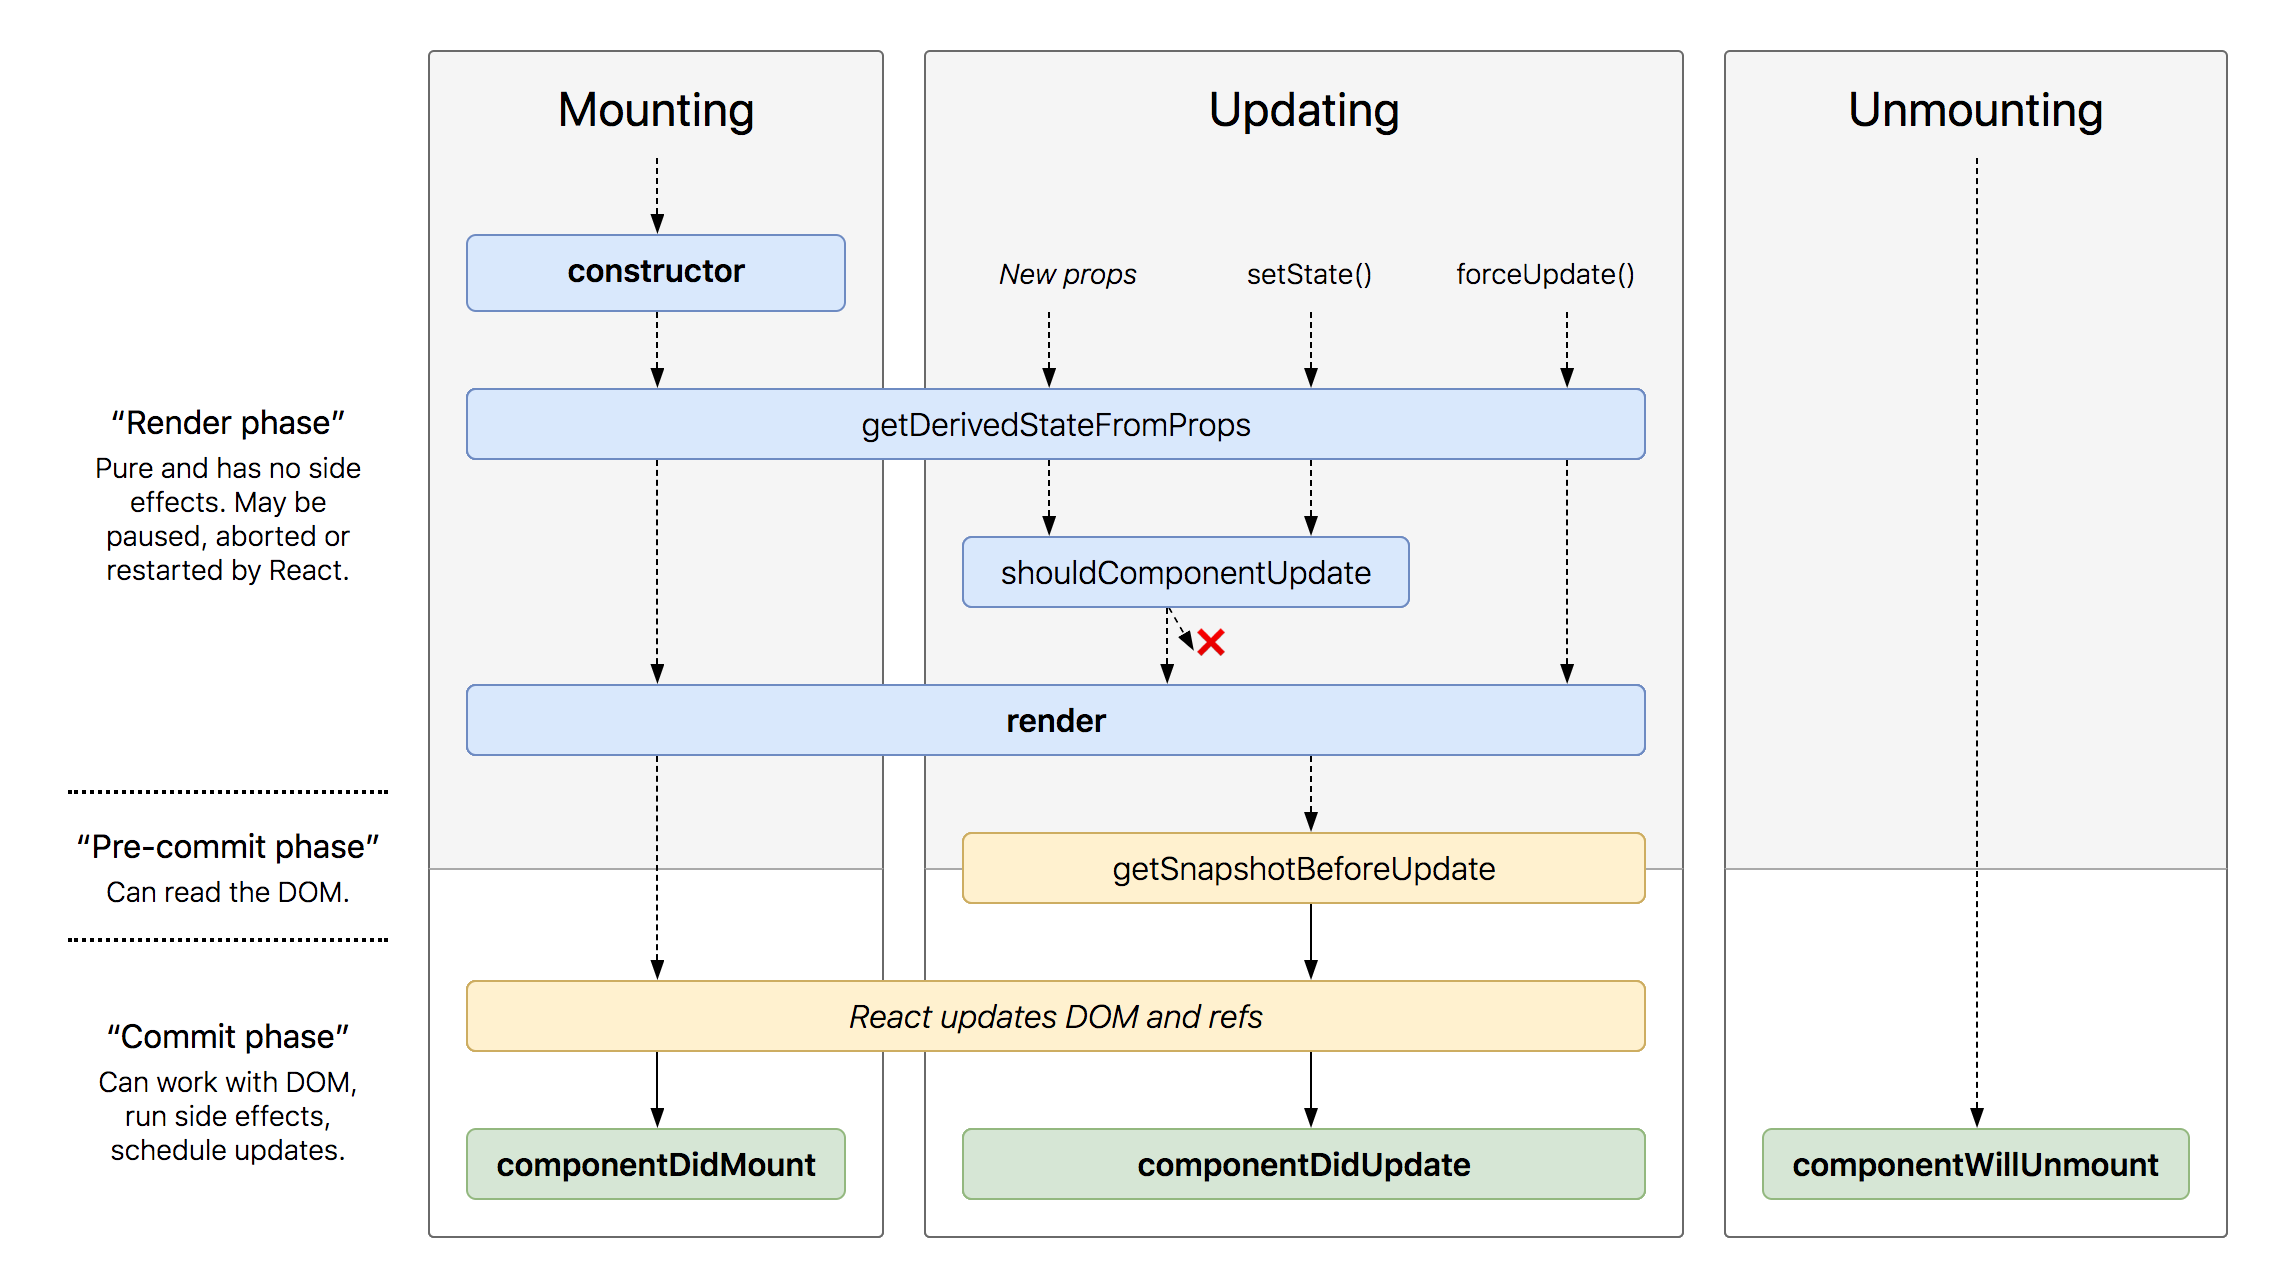 Mounting
Updating
Unmounting
constructor
New props
setState()
forceUpdate()
getDerivedStateFromProps
shouldComponentUpdate
render
getSnapshotBeforeUpdate
React updates DOM and refs
componentDidMount
componentDidUpdate
componentWillUnmount
“Render phase”
Pure and has no side
effects. May be
paused, aborted or
restarted by React.
“Pre-commit phase”
Can read the DOM.
“Commit phase”
Can work with DOM,
run side effects,
schedule updates.